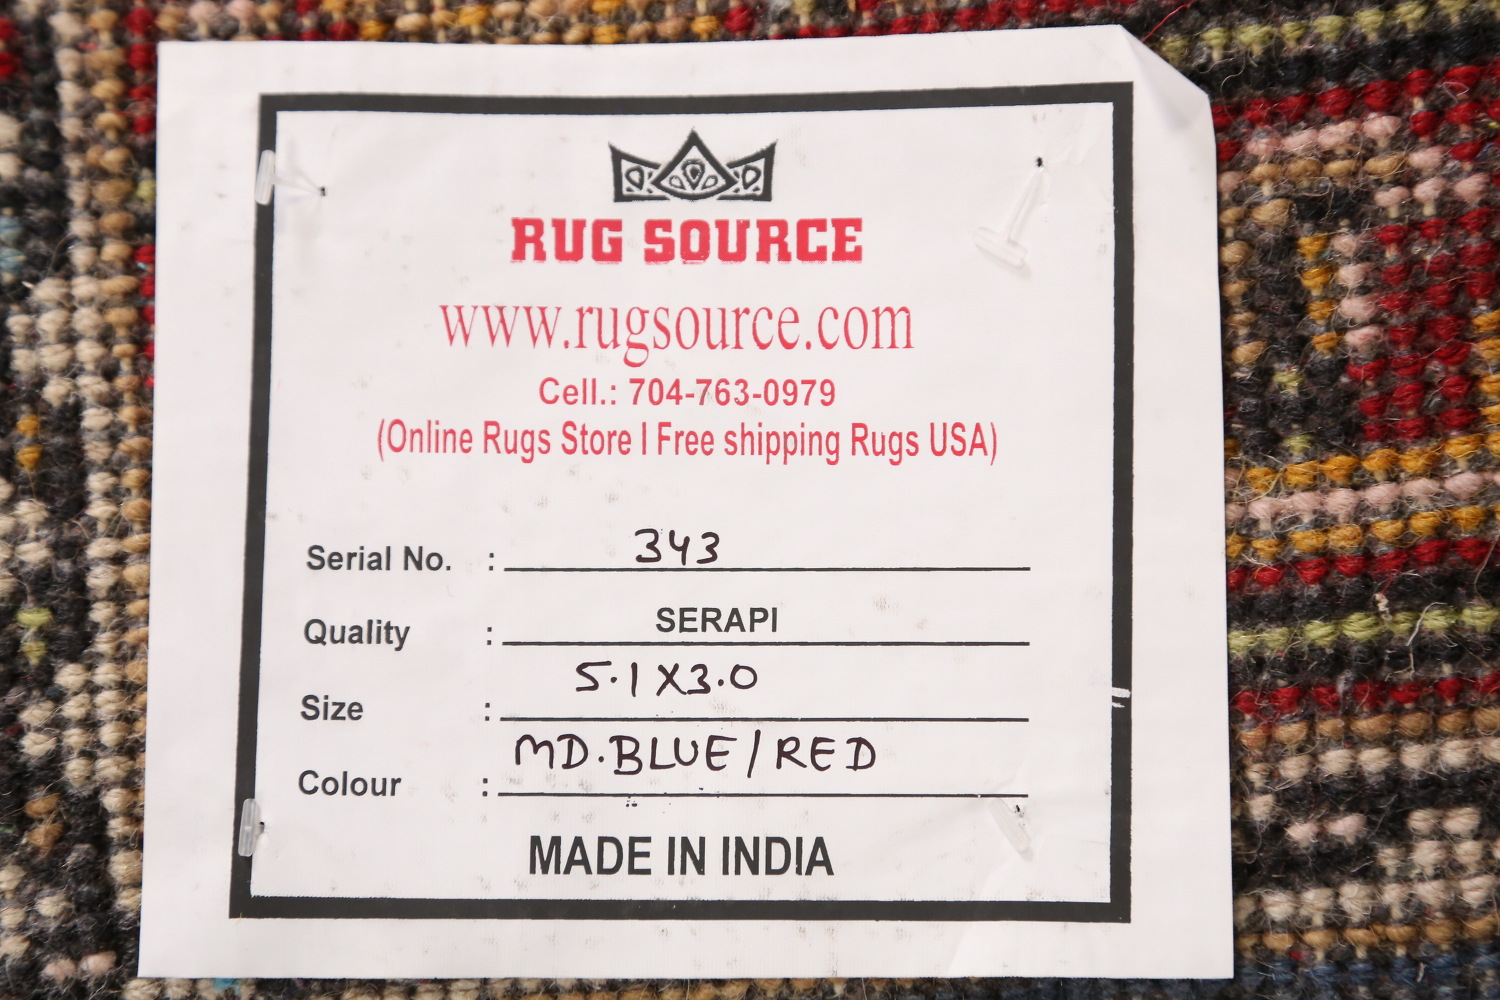 RUG SOURCE
www.rugsource.com
Cell.: 704-763-0979
(Online Rugs Store I Free shipping Rugs USA)
Serial No. : 343
Quality : SERAPI
Size : 5.1X3.0
Colour : MD.BLUE/RED
MADE IN INDIA